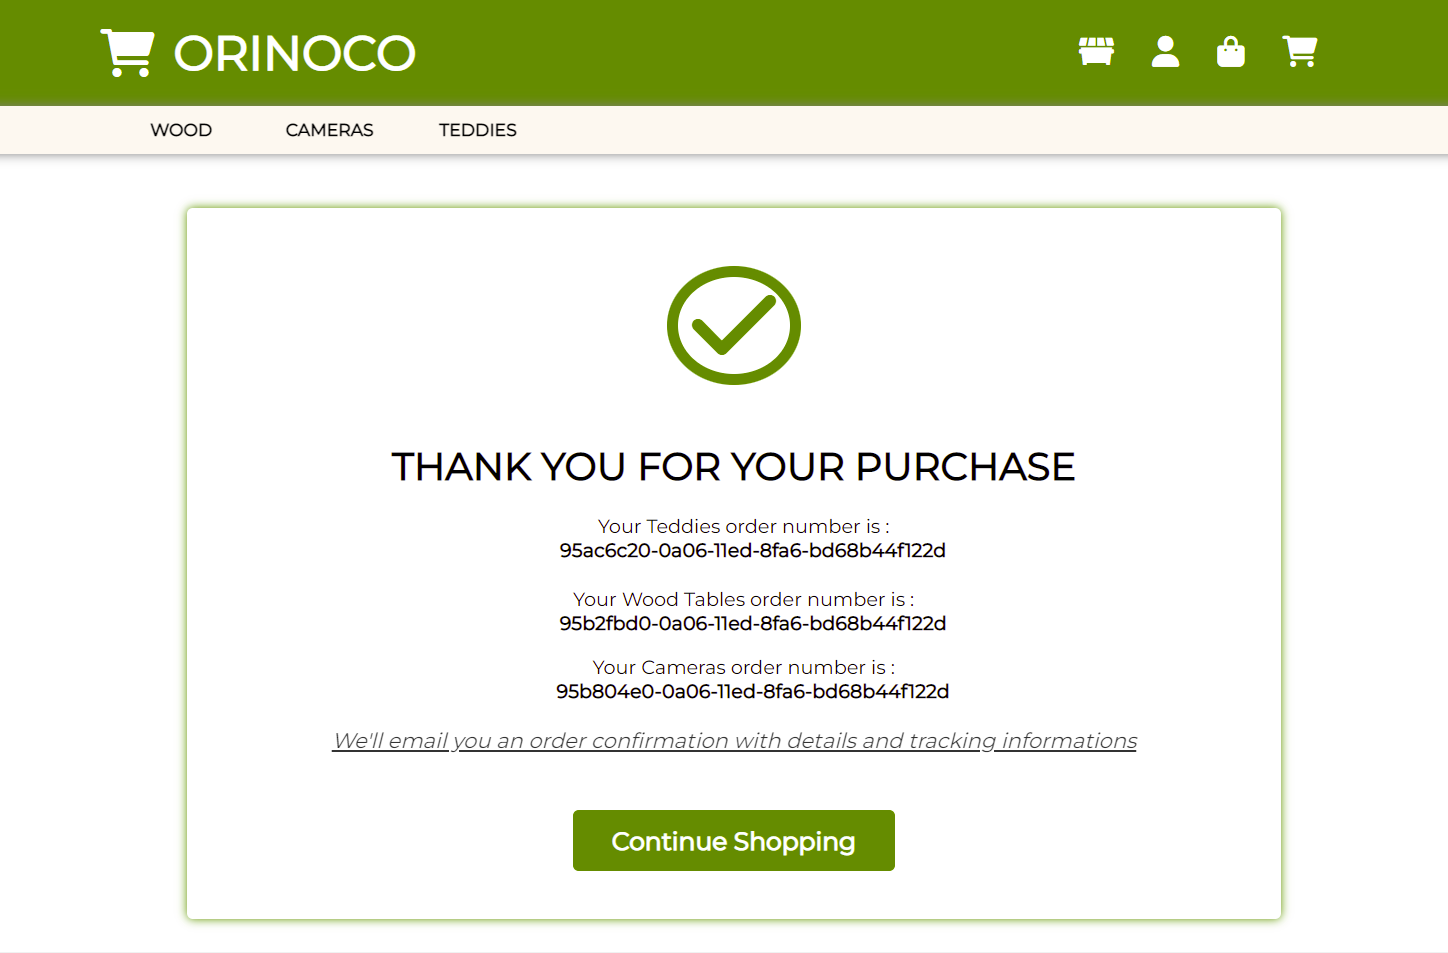 ORINOCO
WOOD CAMERAS TEDDIES
THANK YOU FOR YOUR PURCHASE
Your Teddies order number is :
95ac6c20-0a06-11ed-8fa6-bd68b44f122d
Your Wood Tables order number is :
95b2fbd0-0a06-11ed-8fa6-bd68b44f122d
Your Cameras order number is :
95b804e0-0a06-11ed-8fa6-bd68b44f122d
We'll email you an order confirmation with details and tracking informations
Continue Shopping